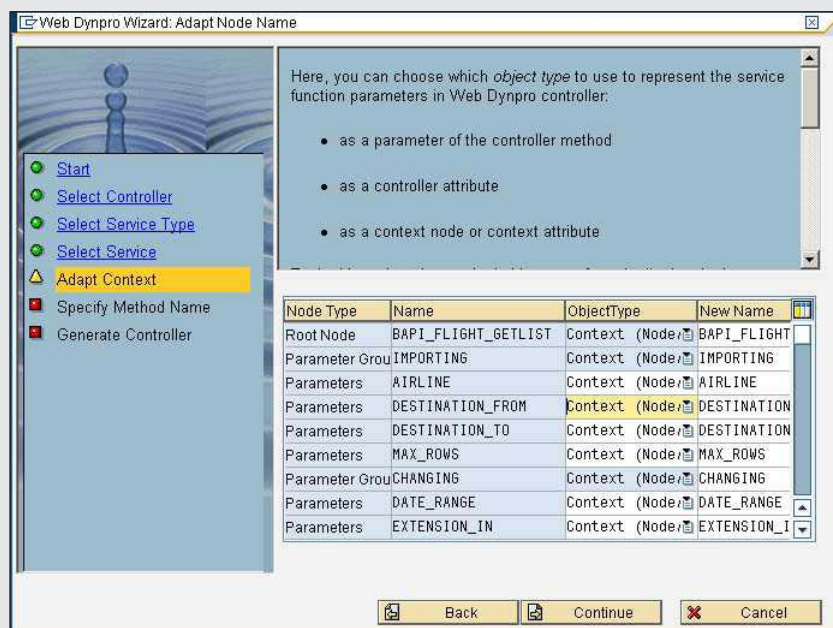 Web Dynpro Wizard: Adapt Node Name
Here, you can choose which object type to use to represent the service
function parameters in Web Dynpro controller:
• as a parameter of the controller method
• as a controller attribute
• as a context node or context attribute
Start
Select Controller
Select Service Type
Select Service
Adapt Context
Specify Method Name
Generate Controller
Node Type Name ObjectType New Name
Root Node BAPI_FLIGHT_GETLIST Context (Node/ BAPI_FLIGHT
Parameter Grou IMPORTING Context (Node/ IMPORTING
Parameters AIRLINE Context (Node/ AIRLINE
Parameters DESTINATION_FROM Context (Node/ DESTINATION
Parameters DESTINATION_TO Context (Node/ DESTINATION
Parameters MAX_ROWS Context (Node/ MAX_ROWS
Parameter Grou CHANGING Context (Node/ CHANGING
Parameters DATE_RANGE Context (Node/ DATE_RANGE
Parameters EXTENSION_IN Context (Node/ EXTENSION_I
Back Continue Cancel